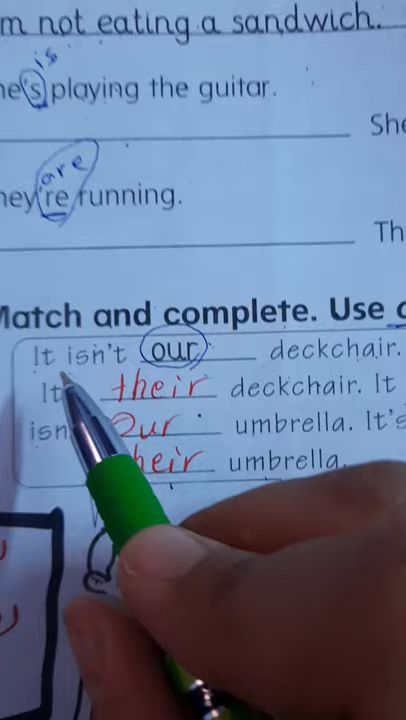 m not eating a sandwich.
is
he's playing the guitar.
She
are
hey're running.
Th
Match and complete. Use
It isn't our deckchair.
It their deckchair. It
isn our umbrella. It's
heir umbrella.